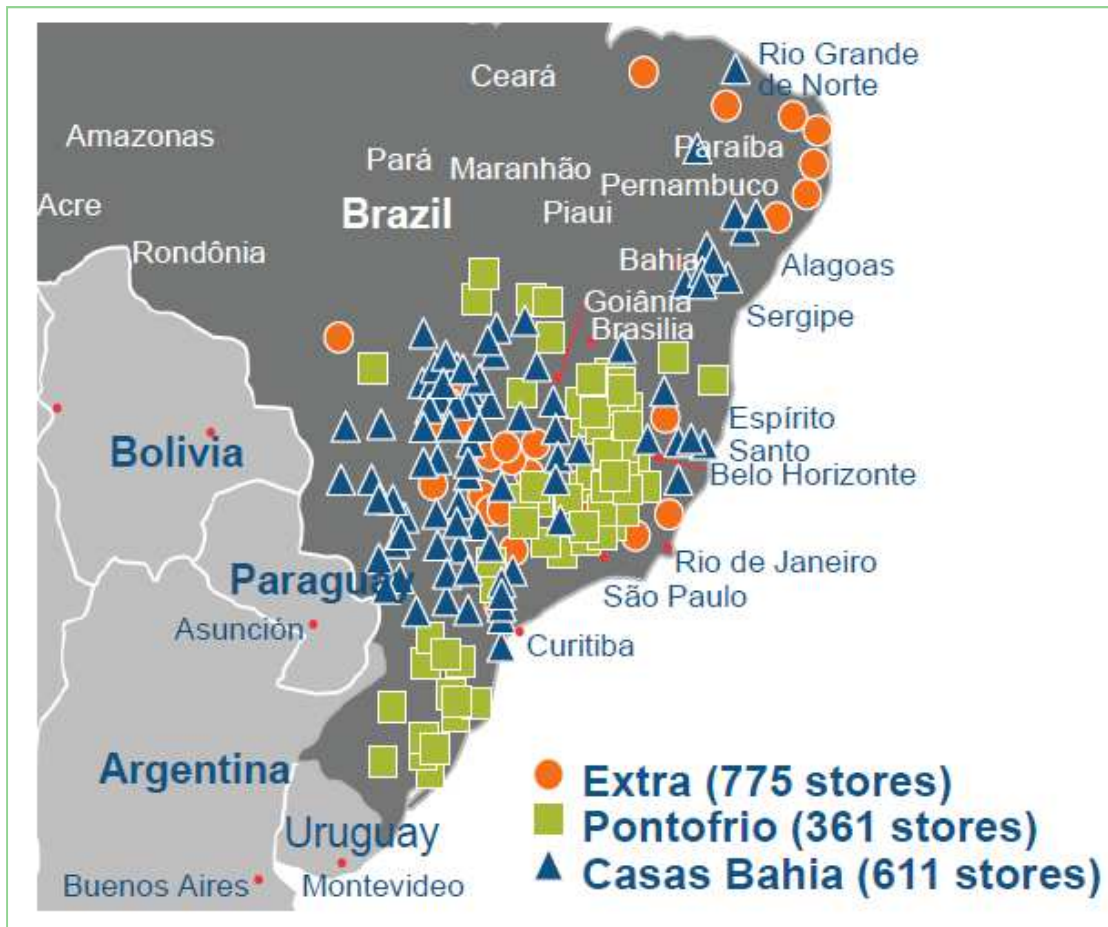 Rio Grande
de Norte
Ceará
Amazonas
Pará
Maranhão
Paraíba
Pernambuco
Acre
Brazil
Piaui
Rondônia
Bahia
Alagoas
Goiânia
Brasilia
Sergipe
Espírito
Santo
Bolivia
Belo Horizonte
Rio de Janeiro
Paraguay
São Paulo
Asunción
Curitiba
Argentina
Extra (775 stores)
Pontofrio (361 stores)
Uruguay
Casas Bahia (611 stores)
Buenos Aires
Montevideo